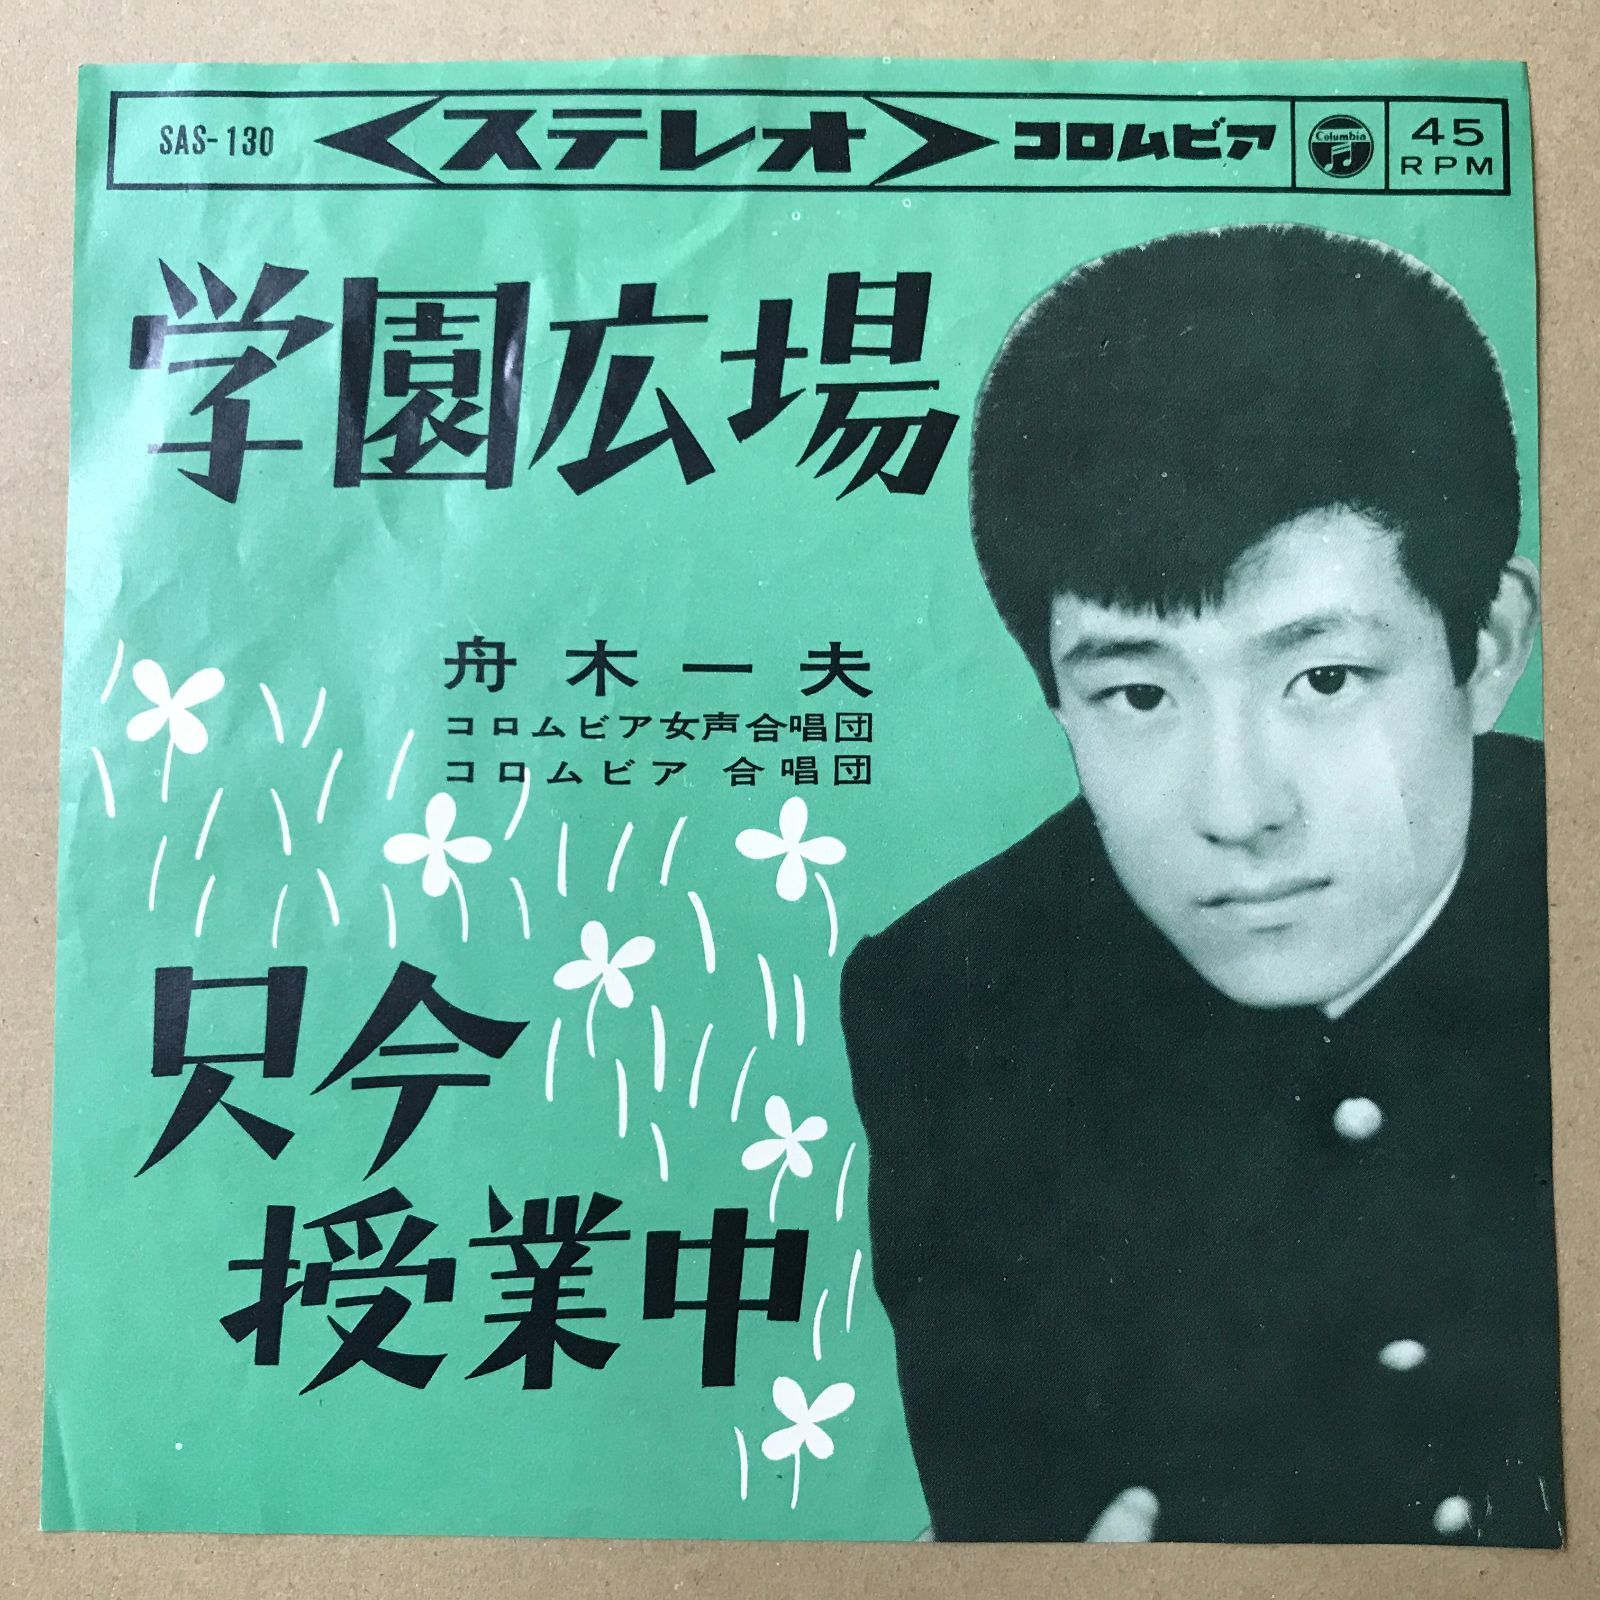 SAS-130 ステレオ コロムビア Columbia 45 RPM
学園広場
舟木一夫
コロムビア女声合唱団
コロムビア 合唱団
只今
授業中